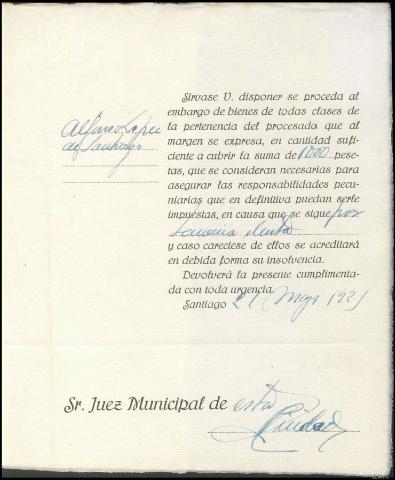 Alfonso López
de Santiago
Sírvase V. disponer se proceda al
embargo de bienes de todas clases de
la pertenencia del procesado que al
margen se expresa, en cantidad sufi-
ciente a cubrir la suma de 1000 pese-
tas, que se consideran necesarias para
asegurar las responsabilidades pecu-
niarias que en definitiva puedan serle
impuestas, en causa que se sigue por
y caso careciese de ellos se acreditará
en debida forma su insolvencia.
Devolverá la presente cumplimenta-
da con toda urgencia.
Santiago 21 Mayo 1931
Sr. Juez Municipal de esta
Ciudad